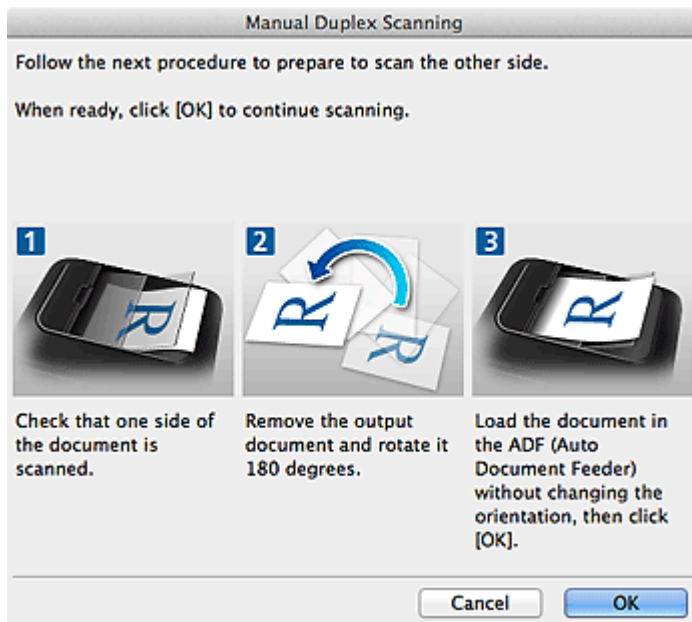 Manual Duplex Scanning
Follow the next procedure to prepare to scan the other side.
When ready, click [OK] to continue scanning.
1
R
Check that one side of
the document is
scanned.
2
R
R
Remove the output
document and rotate it
180 degrees.
3
R
Load the document in
the ADF (Auto
Document Feeder)
without changing the
orientation, then click
[OK].
Cancel
OK